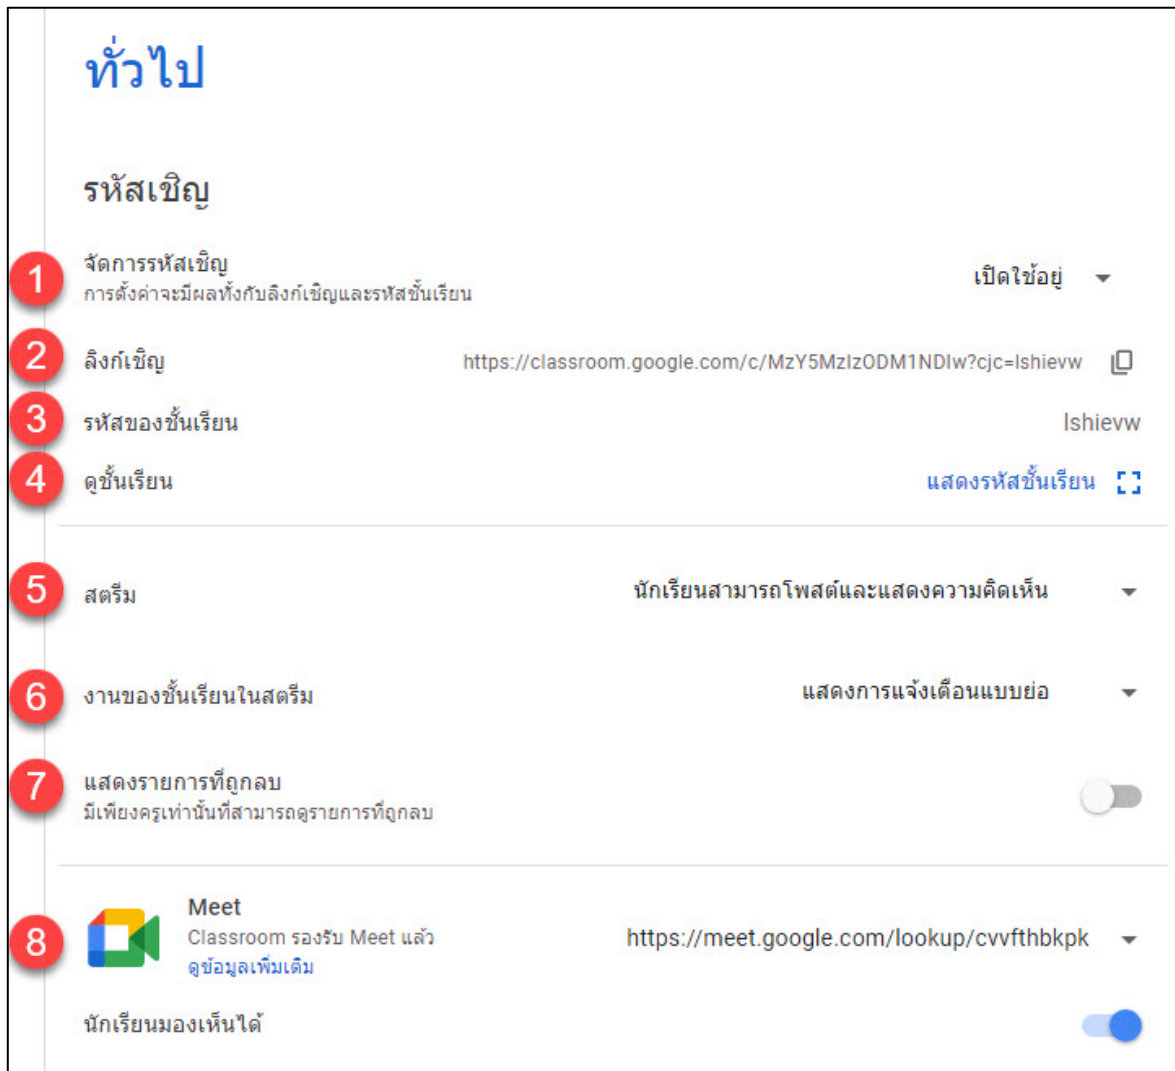 ทั่วไป
รหัสเชิญ
1 จัดการรหัสเชิญ เปิดใช้อยู่
การตั้งค่าจะมีผลทั้งกับลิงก์เชิญและรหัสชั้นเรียน
2 ลิงก์เชิญ https://classroom.google.com/c/MzY5MzIzODM1NDIw?cjc=lshievw
3 รหัสของชั้นเรียน lshievw
4 ดูชั้นเรียน แสดงรหัสชั้นเรียน
5 สตรีม นักเรียนสามารถโพสต์และแสดงความคิดเห็น
6 งานของชั้นเรียนในสตรีม แสดงการแจ้งเตือนแบบย่อ
7 แสดงรายการที่ถูกลบ
มีเพียงครูเท่านั้นที่สามารถดูรายการที่ถูกลบ
Meet
8 Classroom รองรับ Meet แล้ว https://meet.google.com/lookup/cvvfthbkpk
ดูข้อมูลเพิ่มเติม
นักเรียนมองเห็นได้